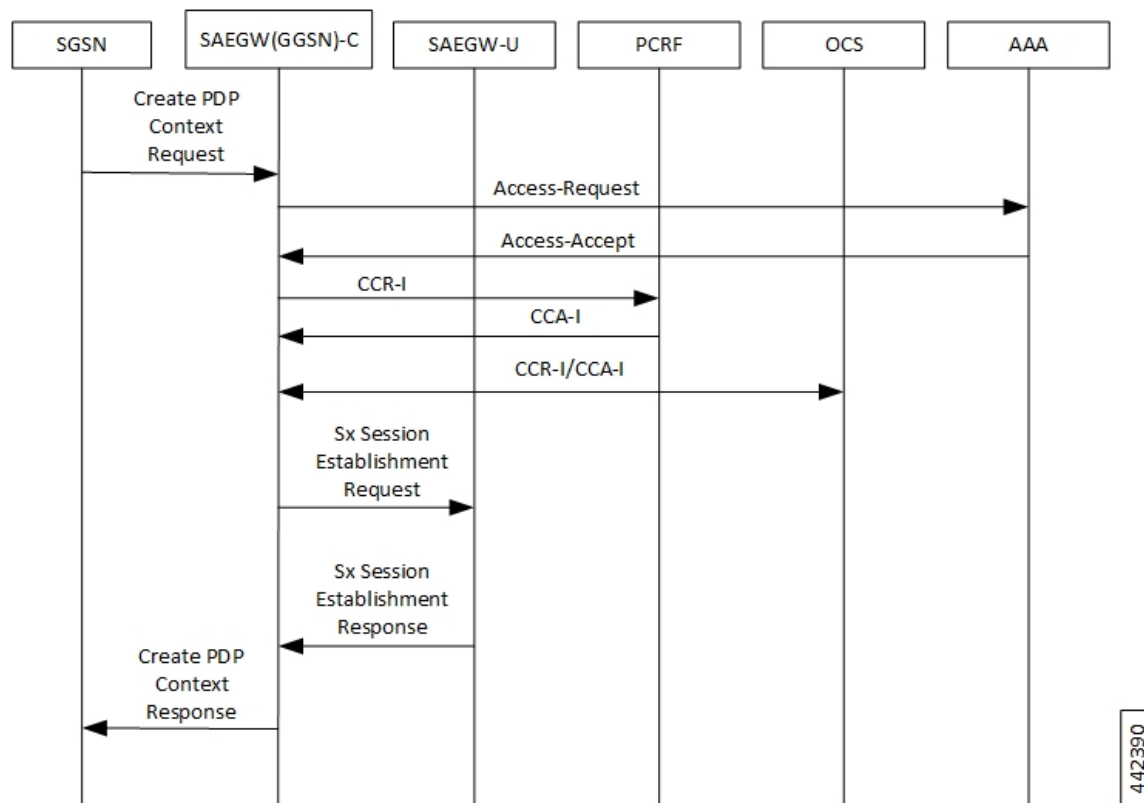 SGSN
SAEGW(GGSN)-C
SAEGW-U
PCRF
OCS
AAA
Create PDP
Context
Request
Access-Request
Access-Accept
CCR-I
CCA-I
CCR-I/CCA-I
Sx Session
Establishment
Request
Sx Session
Establishment
Response
Create PDP
Context
Response
442390